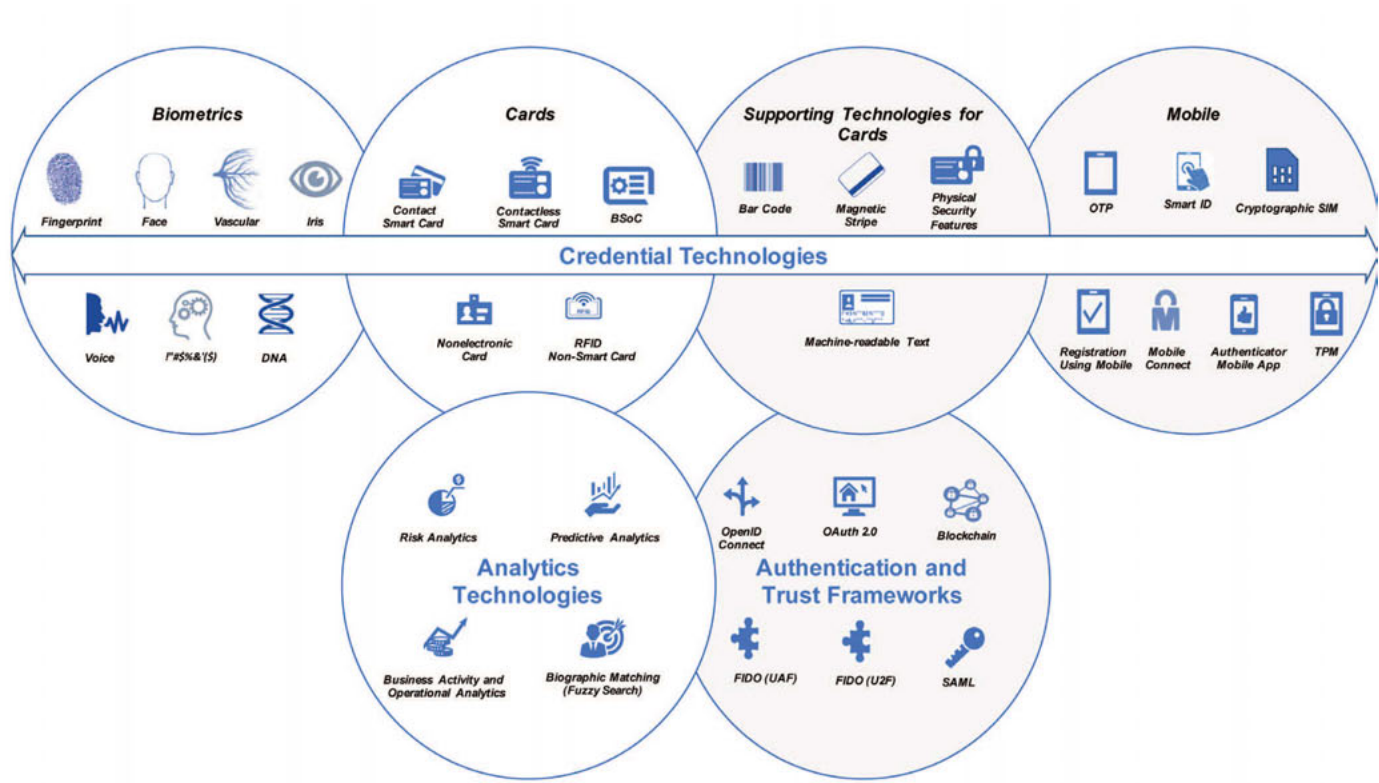 Biometrics
Cards
Supporting Technologies for
Cards
Mobile
Fingerprint
Face
Vascular
Iris
Contact
Smart Card
Contactless
Smart Card
BSoC
Bar Code
Magnetic
Stripe
Physical
Security
Features
OTP
Smart ID
Cryptographic SIM
Credential Technologies
Voice
!"#$%&'($)
DNA
Nonelectronic
Card
RFID
RFID
Non-Smart Card
Machine-readable Text
Registration
Using Mobile
Mobile
Connect
Authenticator
Mobile App
TPM
Risk Analytics
Predictive Analytics
Analytics
Technologies
Business Activity and
Operational Analytics
Biographic Matching
(Fuzzy Search)
OpenID
Connect
OAuth 2.0
Blockchain
Authentication and
Trust Frameworks
FIDO (UAF)
FIDO (U2F)
SAML